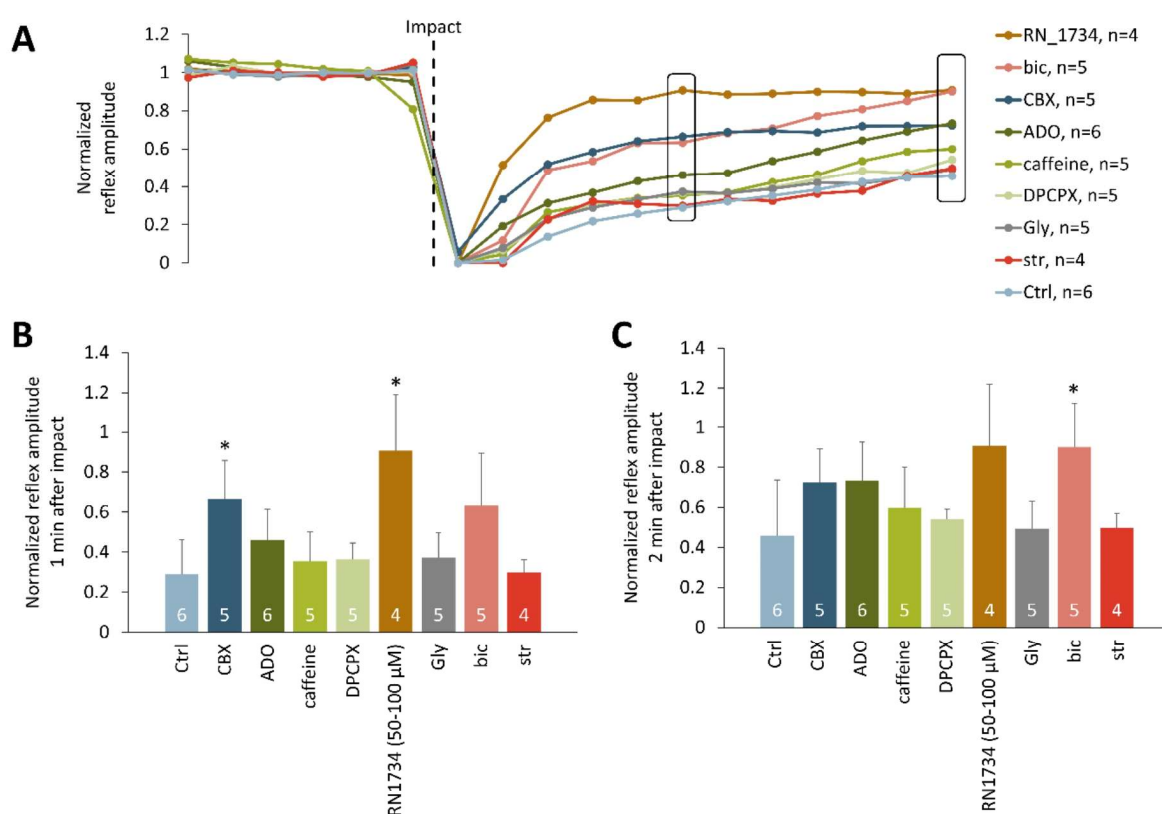 A
Impact
Normalized
reflex amplitude
1.2
1
0.8
0.6
0.4
0.2
0
RN_1734, n=4
bic, n=5
CBX, n=5
ADO, n=6
caffeine, n=5
DPCPX, n=5
Gly, n=5
str, n=4
Ctrl, n=6
B
Normalized reflex amplitude
1 min after impact
1.4
1.2
1
0.8
0.6
0.4
0.2
0
* *
6 5 6 5 5 4 5 5 4
Ctrl
CBX
ADO
caffeine
DPCPX
RN1734 (50-100 µM)
Gly
bic
str
C
Normalized reflex amplitude
2 min after impact
1.4
1.2
1
0.8
0.6
0.4
0.2
0
*
6 5 6 5 5 4 5 5 4
Ctrl
CBX
ADO
caffeine
DPCPX
RN1734 (50-100 µM)
Gly
bic
str